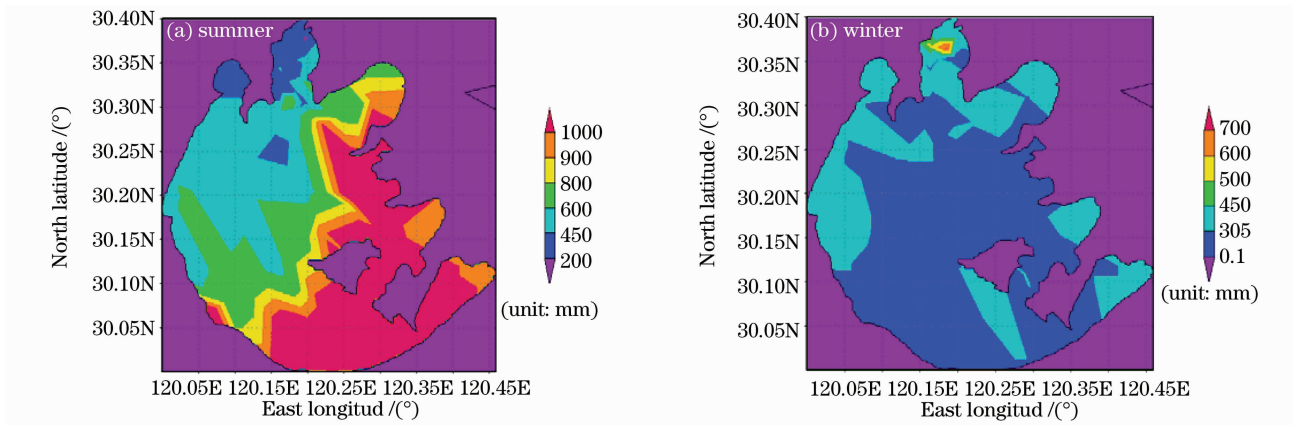 (a) summer
30.40N
30.35N
30.30N
30.25N
30.20N
30.15N
30.10N
30.05N
North latitude /(°)
120.05E 120.15E 120.25E 120.35E 120.45E
East longitud /(°)
1000
900
800
600
450
200
(unit: mm)
(b) winter
30.40N
30.35N
30.30N
30.25N
30.20N
30.15N
30.10N
30.05N
North latitude /(°)
120.05E 120.15E 120.25E 120.35E 120.45E
East longitud /(°)
700
600
500
450
305
0.1
(unit: mm)